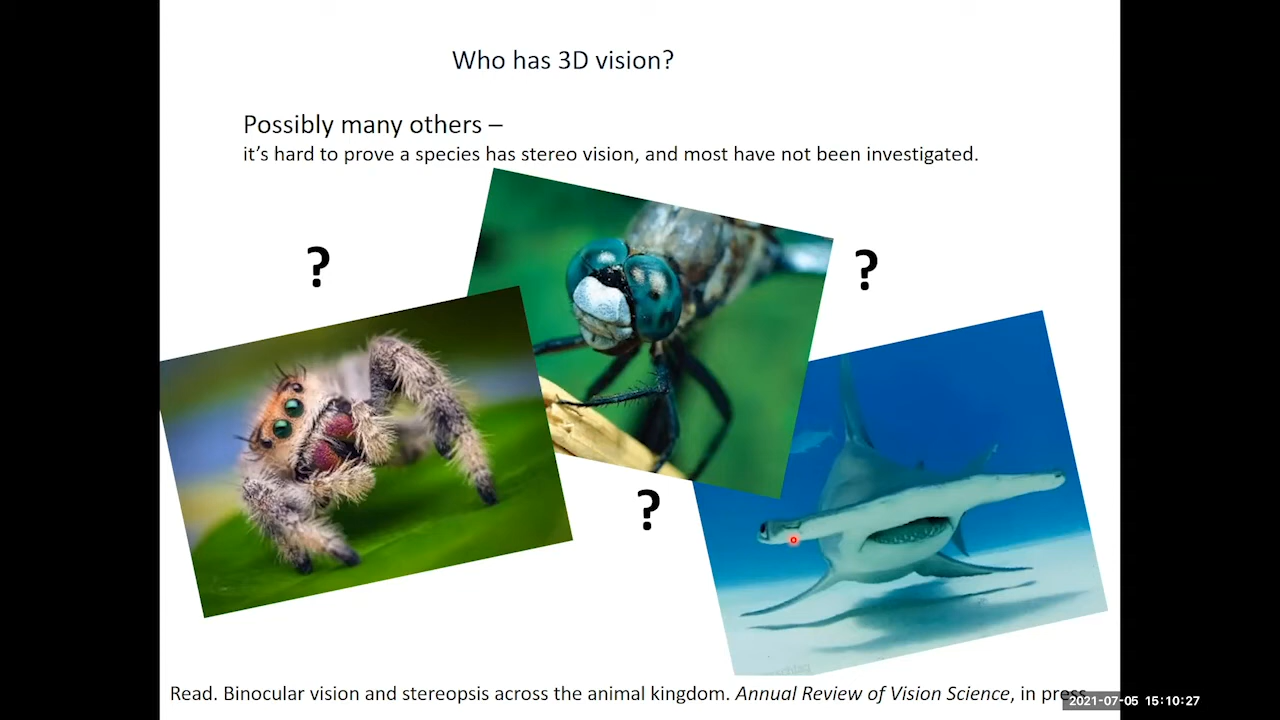 Who has 3D vision?
Possibly many others –
it's hard to prove a species has stereo vision, and most have not been investigated.
?
?
?
Read. Binocular vision and stereopsis across the animal kingdom. Annual Review of Vision Science, in press
2021-07-05 15:10:27